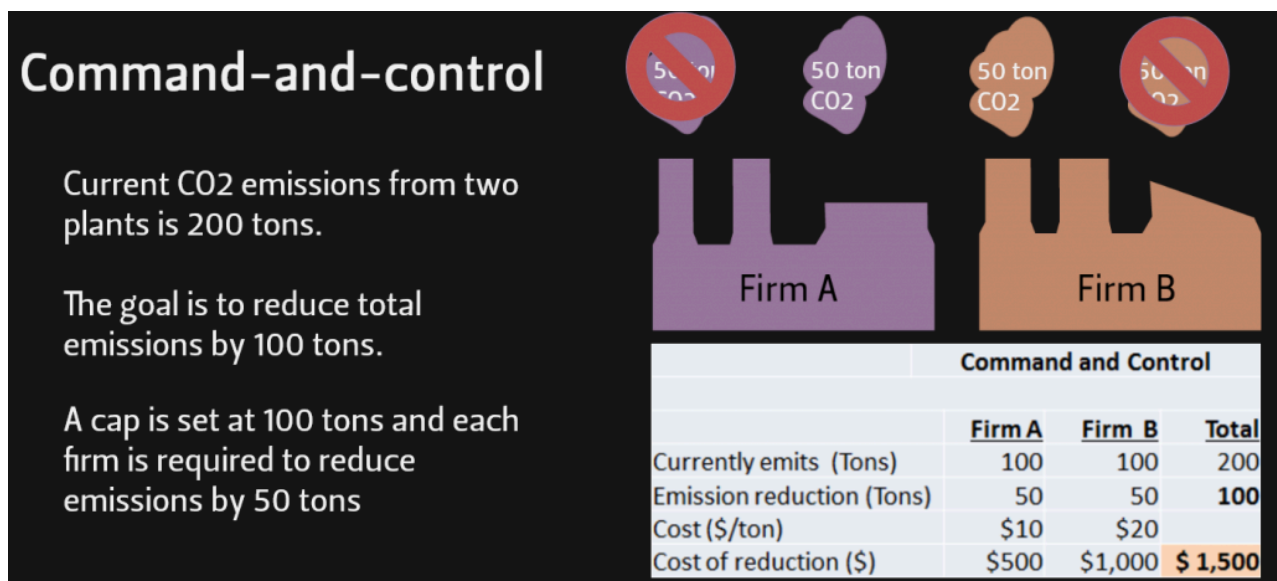 Command-and-control
Current CO2 emissions from two
plants is 200 tons.
The goal is to reduce total
emissions by 100 tons.
A cap is set at 100 tons and each
firm is required to reduce
emissions by 50 tons
50 ton 50 ton
CO2 CO2
Firm A Firm B
Command and Control
Firm A Firm B Total
Currently emits (Tons) 100 100 200
Emission reduction (Tons) 50 50 100
Cost ($/ton) $10 $20
Cost of reduction ($) $500 $1,000 $ 1,500